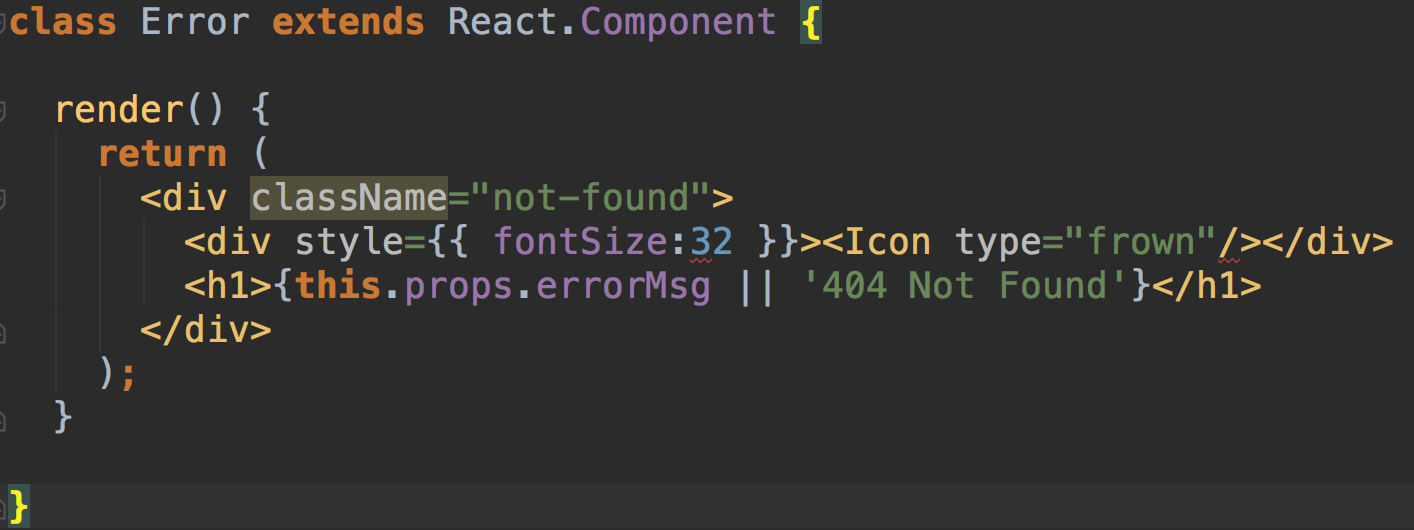 class Error extends React.Component {
  render() {
    return (
      <div className="not-found">
        <div style={{ fontSize:32 }}><Icon type="frown"/></div>
        <h1>{this.props.errorMsg || '404 Not Found'}</h1>
      </div>
    );
  }
}